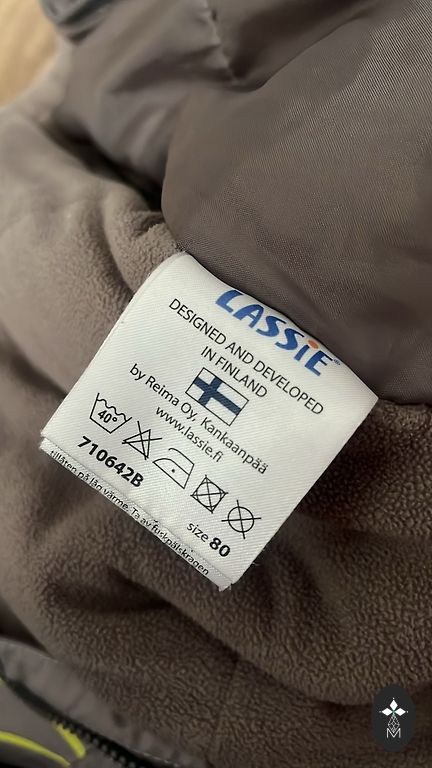 LASSiE®
DESIGNED AND DEVELOPED
IN FINLAND
by Reima Oy, Kankaanpää
www.lassie.fi
40°
710642B
size 80
tillåten på låg värme. Ta av fuskpälskragen
M